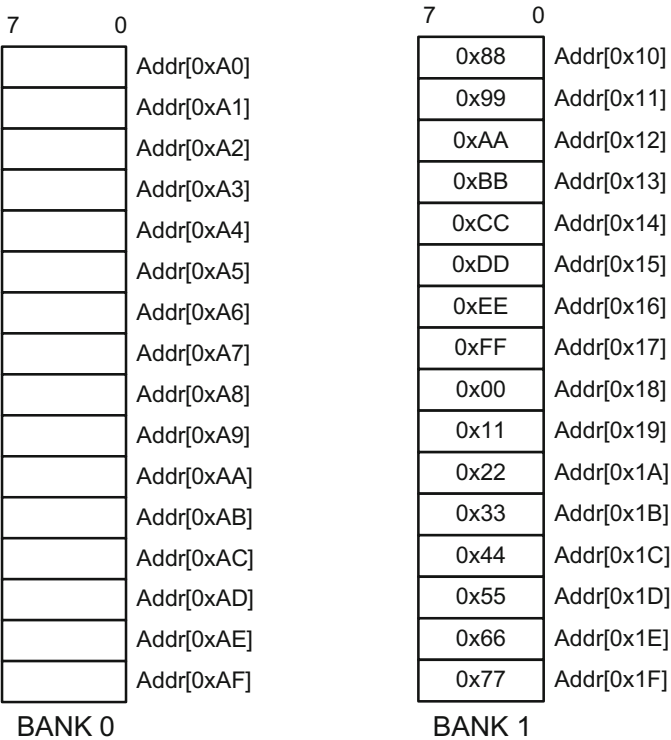 7 0
Addr[0xA0]
Addr[0xA1]
Addr[0xA2]
Addr[0xA3]
Addr[0xA4]
Addr[0xA5]
Addr[0xA6]
Addr[0xA7]
Addr[0xA8]
Addr[0xA9]
Addr[0xAA]
Addr[0xAB]
Addr[0xAC]
Addr[0xAD]
Addr[0xAE]
Addr[0xAF]
BANK 0
7 0
0x88 Addr[0x10]
0x99 Addr[0x11]
0xAA Addr[0x12]
0xBB Addr[0x13]
0xCC Addr[0x14]
0xDD Addr[0x15]
0xEE Addr[0x16]
0xFF Addr[0x17]
0x00 Addr[0x18]
0x11 Addr[0x19]
0x22 Addr[0x1A]
0x33 Addr[0x1B]
0x44 Addr[0x1C]
0x55 Addr[0x1D]
0x66 Addr[0x1E]
0x77 Addr[0x1F]
BANK 1